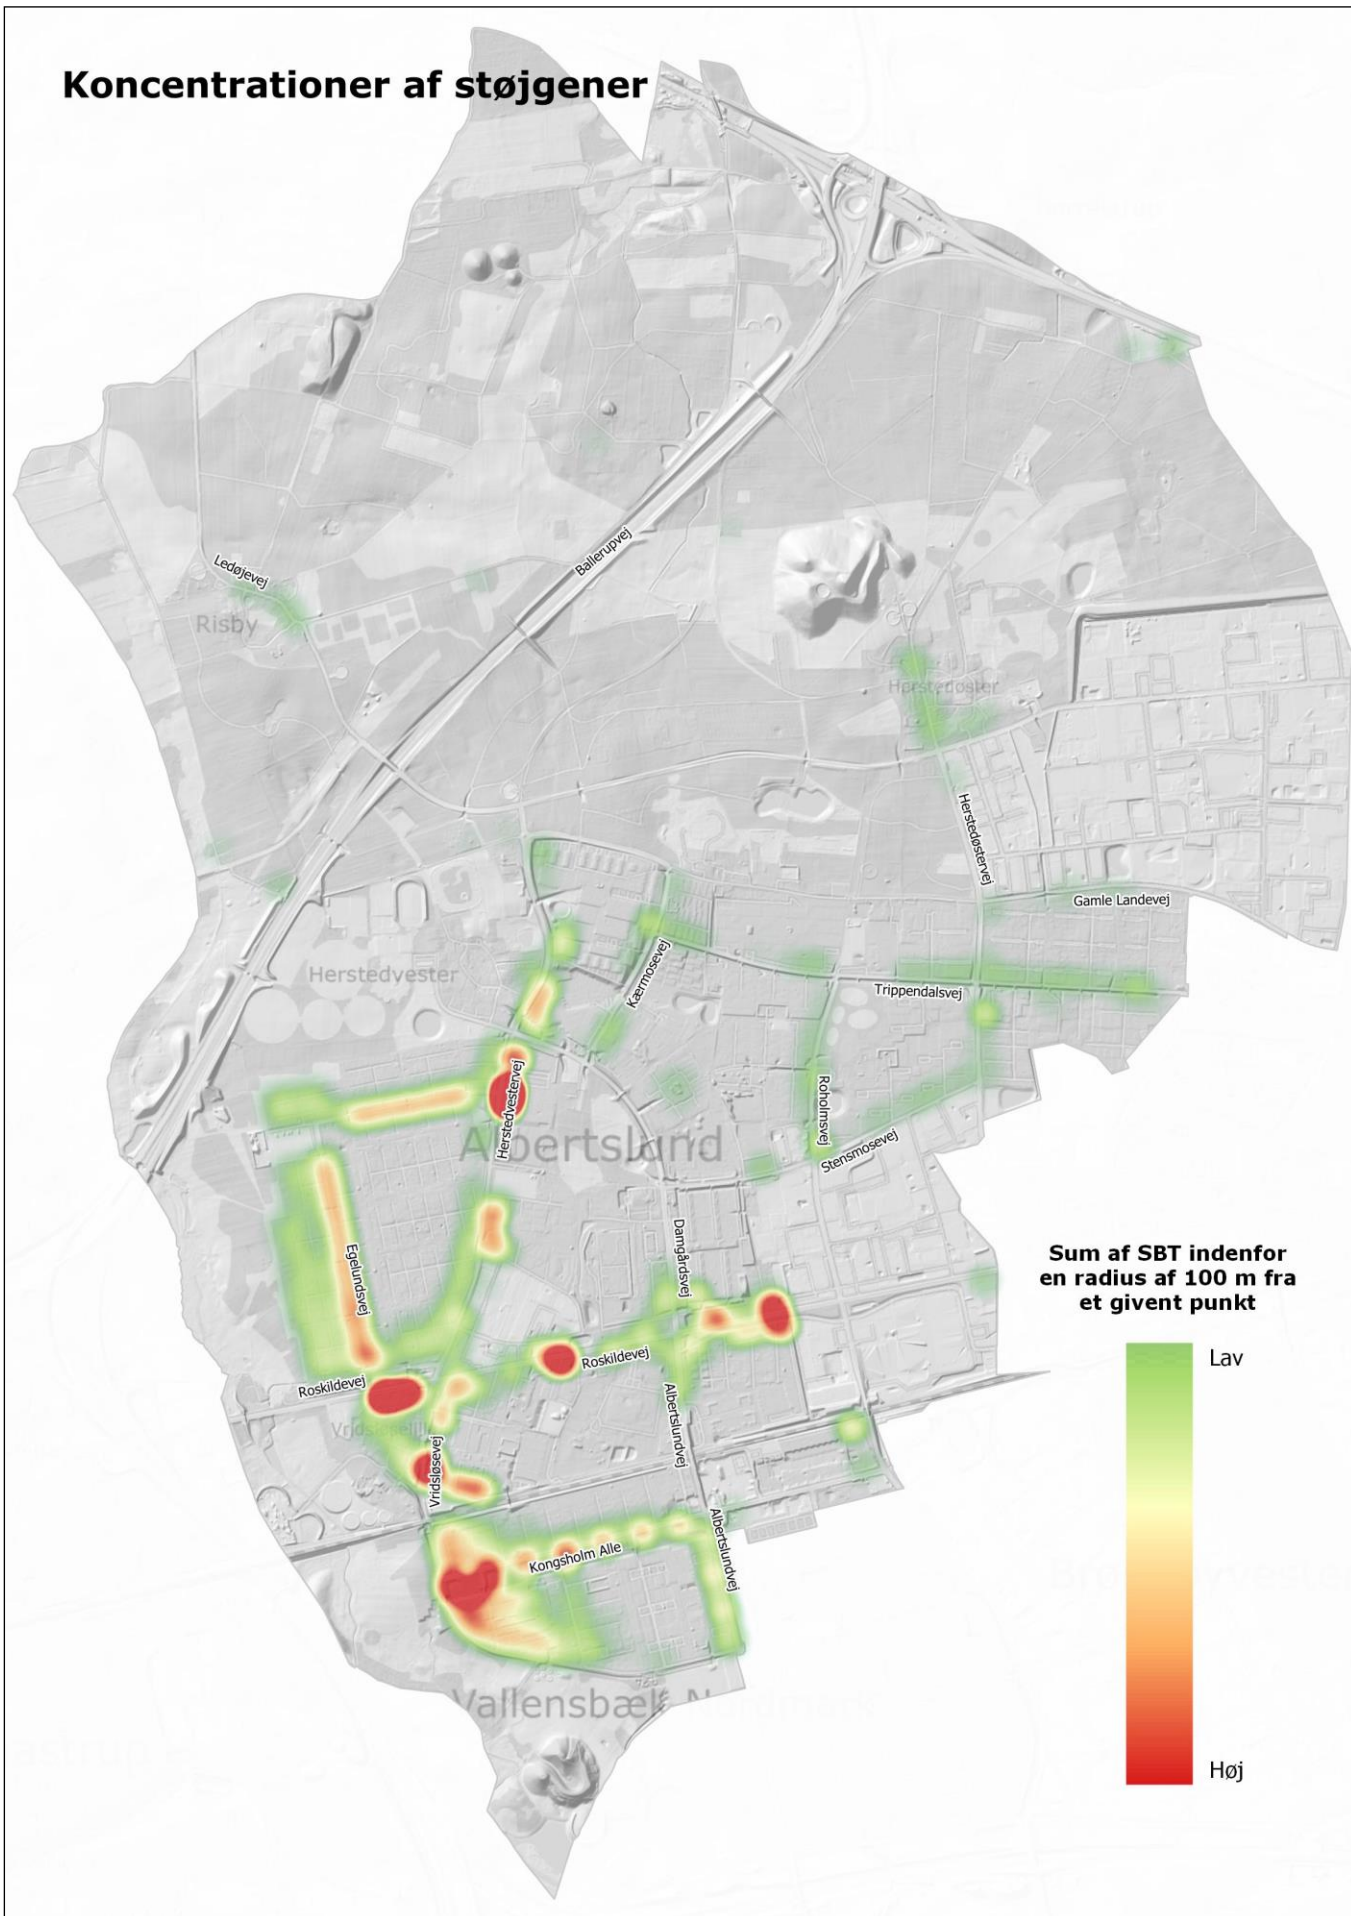 Koncentrationer af støjgener
Ballerupvej
Ledøjevej
Risby
Herstedøster
Herstedøstervej
Gamle Landevej
Herstedvester
Kærmosevej
Trippendalsvej
Herstedvestervej
Roholmsvej
Albertslund
Stensmosevej
Damgårdsvej
Egelundsvej
Sum af SBT indenfor
en radius af 100 m fra
et givent punkt
Lav
Roskildevej
Roskildevej
Albertslundvej
Vridsløsevej
Albertslundvej
Kongsholm Alle
Vallensbæk Nordmark
Høj